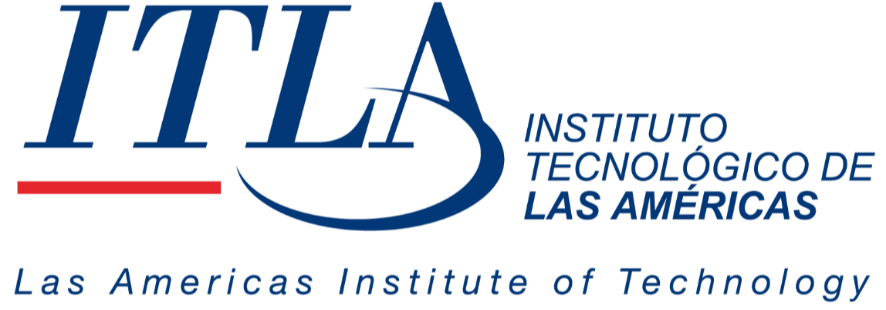 ITLA
INSTITUTO
TECNOLÓGICO DE
LAS AMÉRICAS
Las Americas Institute of Technology